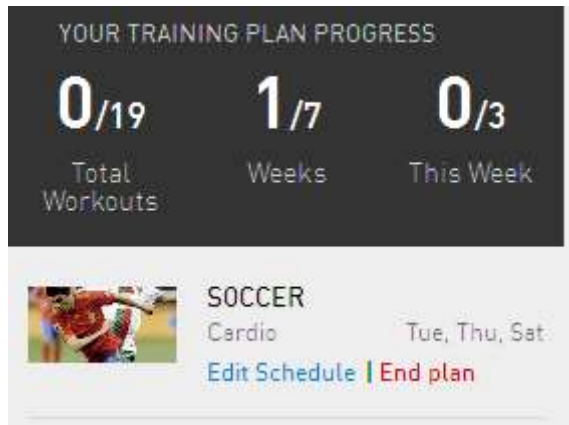 YOUR TRAINING PLAN PROGRESS
0/19 1/7 0/3
Total Weeks This Week
Workouts
SOCCER
Cardio Tue, Thu, Sat
Edit Schedule | End plan